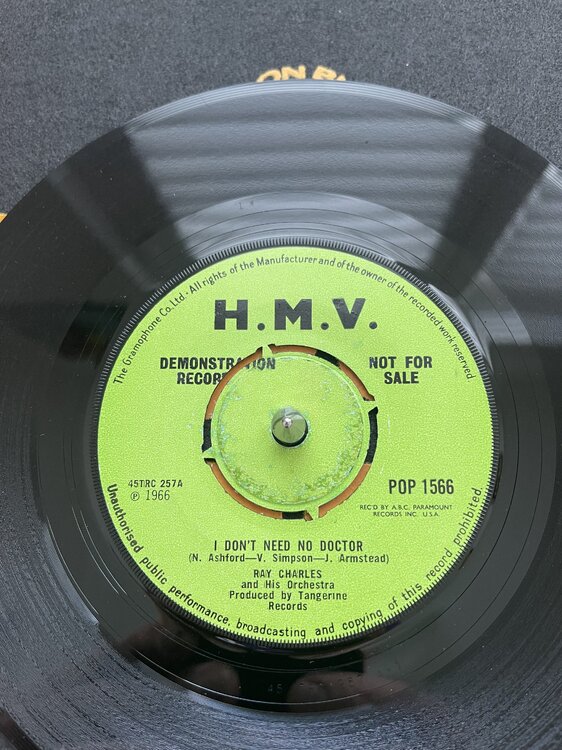 ON
The Gramophone Co. Ltd · All rights of the Manufacturer and of the owner of the recorded work reserved
H.M.V.
DEMONSTRATION
RECORD
NOT FOR
SALE
45TRC 257A
℗ 1966
POP 1566
REC'D BY A.B.C. PARAMOUNT
RECORDS INC. U.S.A.
I DON'T NEED NO DOCTOR
(N. Ashford—V. Simpson—J. Armstead)
RAY CHARLES
and His Orchestra
Produced by Tangerine
Records
Unauthorised public performance, broadcasting and copying of this record prohibited
45